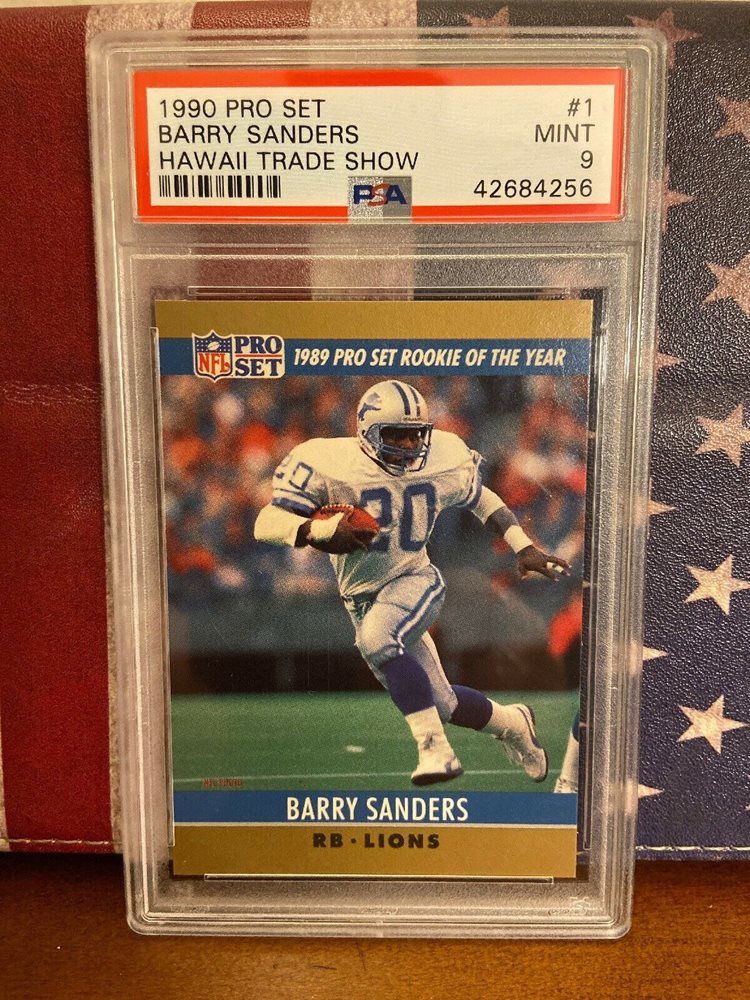 1990 PRO SET #1
BARRY SANDERS MINT
HAWAII TRADE SHOW 9
PSA 42684256
NFL PRO SET 1989 PRO SET ROOKIE OF THE YEAR
20 20
BARRY SANDERS
RB · LIONS